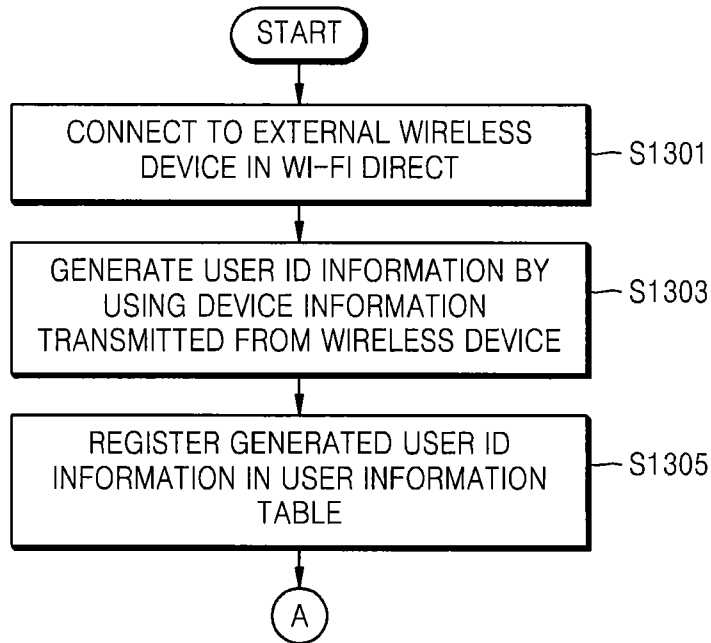 START
CONNECT TO EXTERNAL WIRELESS
DEVICE IN WI-FI DIRECT
S1301
GENERATE USER ID INFORMATION BY
USING DEVICE INFORMATION
TRANSMITTED FROM WIRELESS DEVICE
S1303
REGISTER GENERATED USER ID
INFORMATION IN USER INFORMATION
TABLE
S1305
A